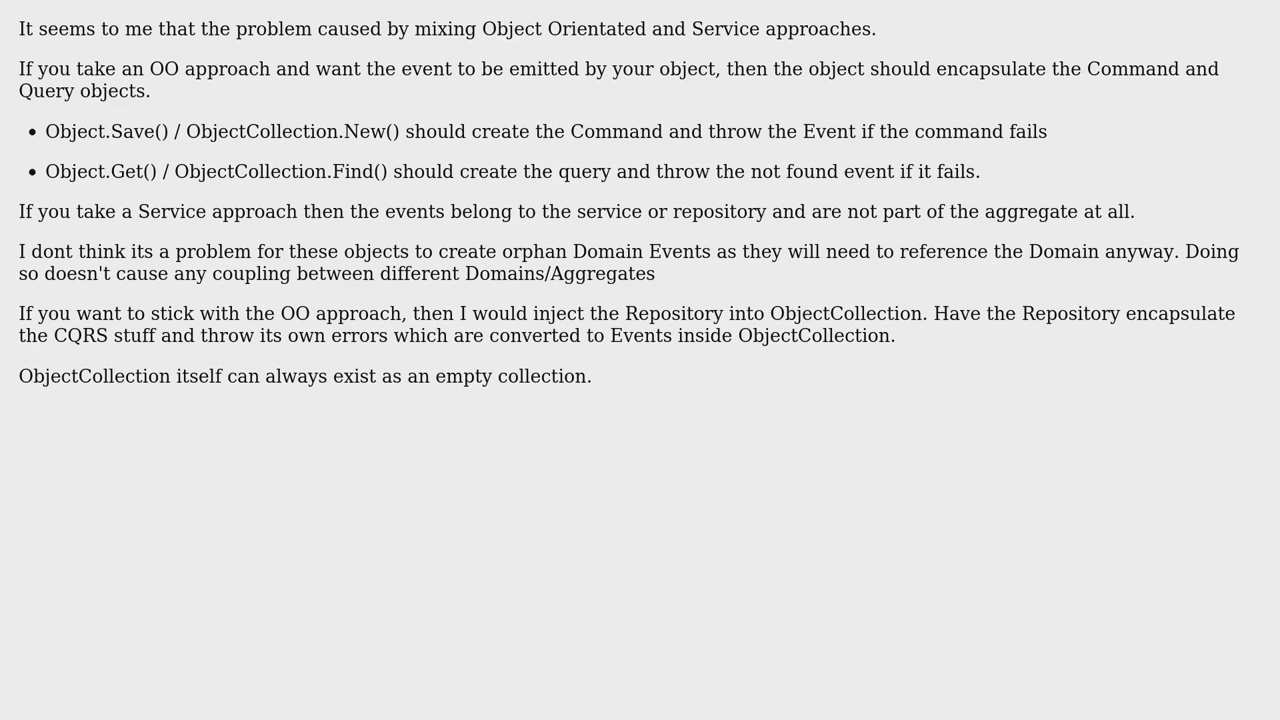 It seems to me that the problem caused by mixing Object Orientated and Service approaches.
If you take an OO approach and want the event to be emitted by your object, then the object should encapsulate the Command and
Query objects.
• Object.Save() / ObjectCollection.New() should create the Command and throw the Event if the command fails
• Object.Get() / ObjectCollection.Find() should create the query and throw the not found event if it fails.
If you take a Service approach then the events belong to the service or repository and are not part of the aggregate at all.
I dont think its a problem for these objects to create orphan Domain Events as they will need to reference the Domain anyway. Doing
so doesn't cause any coupling between different Domains/Aggregates
If you want to stick with the OO approach, then I would inject the Repository into ObjectCollection. Have the Repository encapsulate
the CQRS stuff and throw its own errors which are converted to Events inside ObjectCollection.
ObjectCollection itself can always exist as an empty collection.